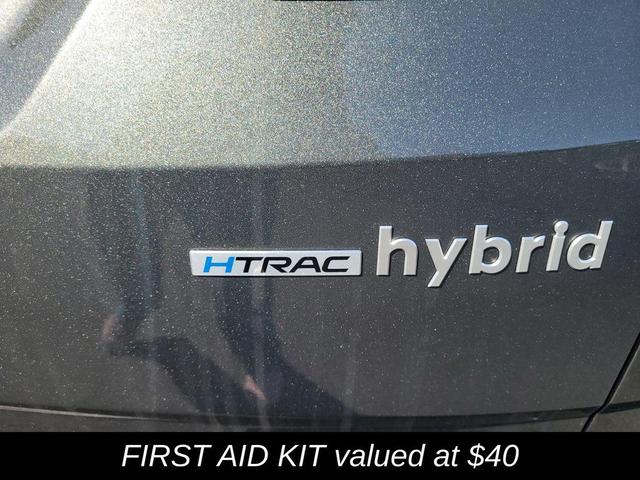 HTRAC hybrid
FIRST AID KIT valued at $40